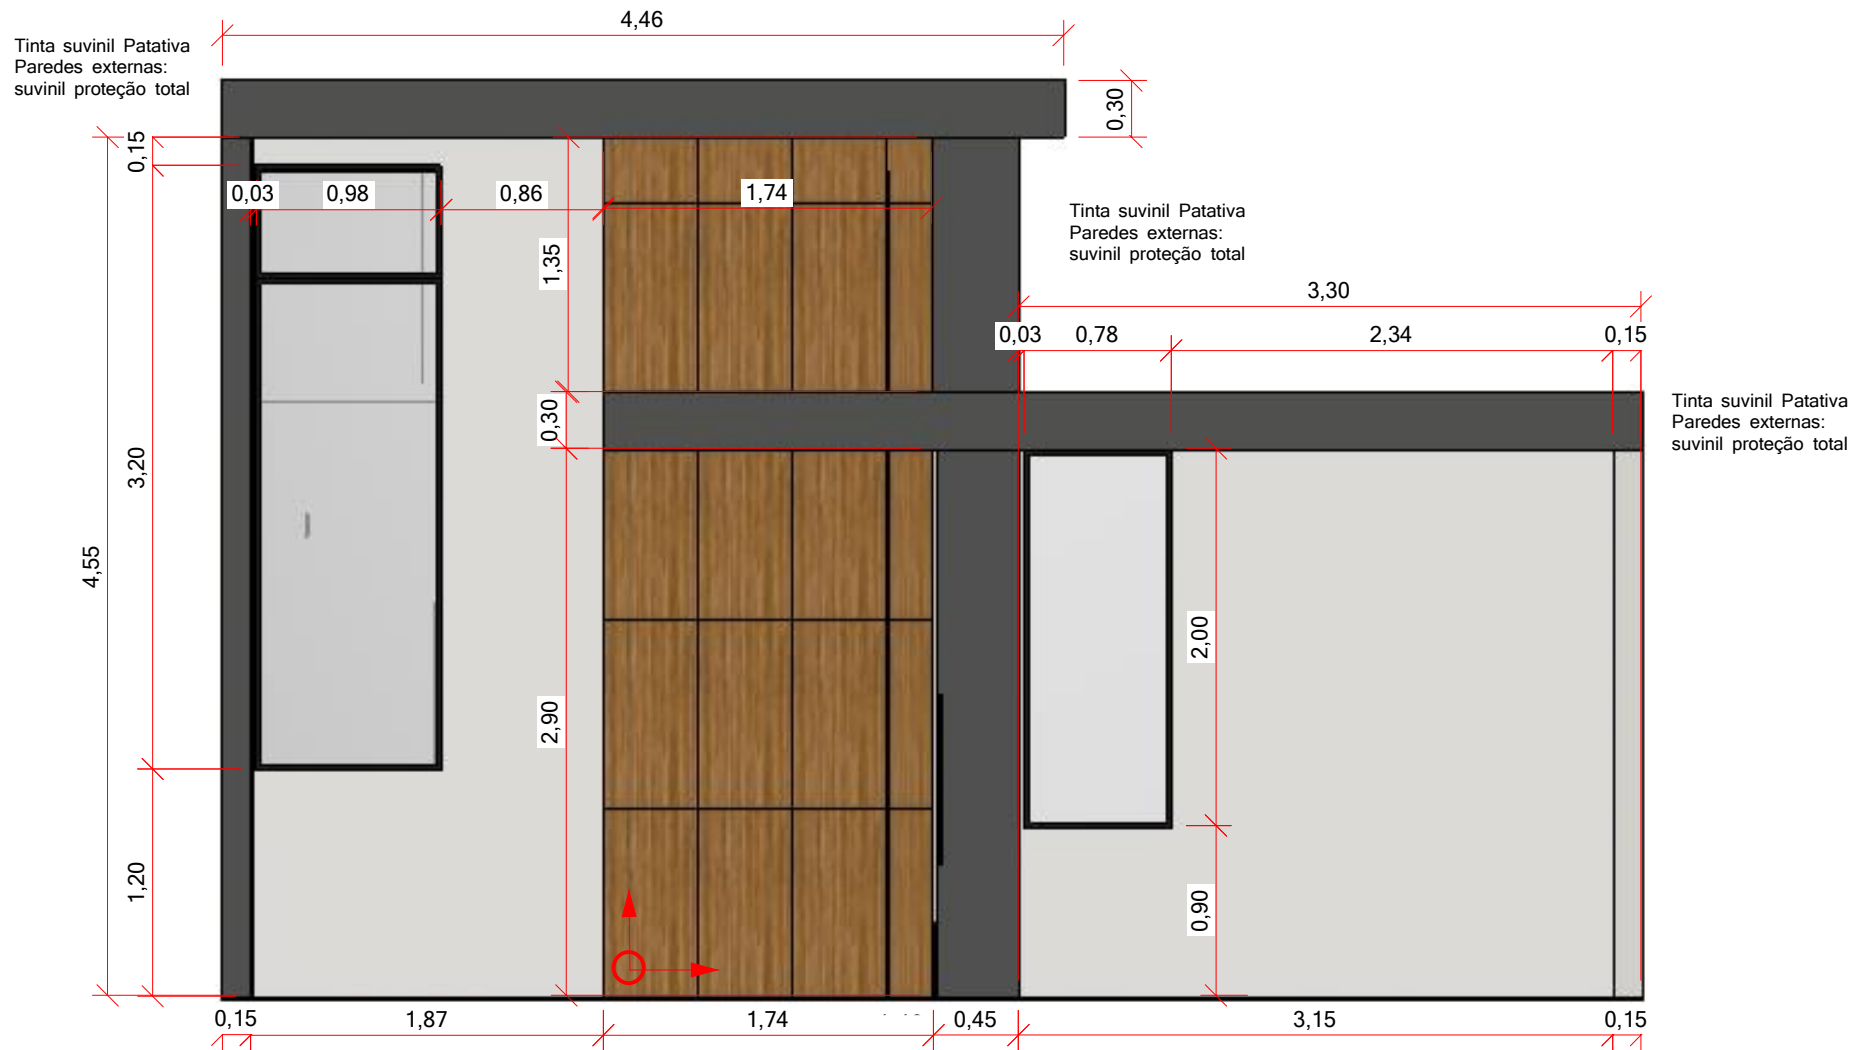 4,46
Tinta suvinil Patativa
Paredes externas:
suvinil proteção total
0,30
0,15
0,03
0,98
0,86
1,74
1,35
Tinta suvinil Patativa
Paredes externas:
suvinil proteção total
3,30
0,03
0,78
2,34
0,15
0,30
Tinta suvinil Patativa
Paredes externas:
suvinil proteção total
3,20
4,55
2,00
2,90
1,20
0,90
0,15
1,87
1,74
0,45
3,15
0,15